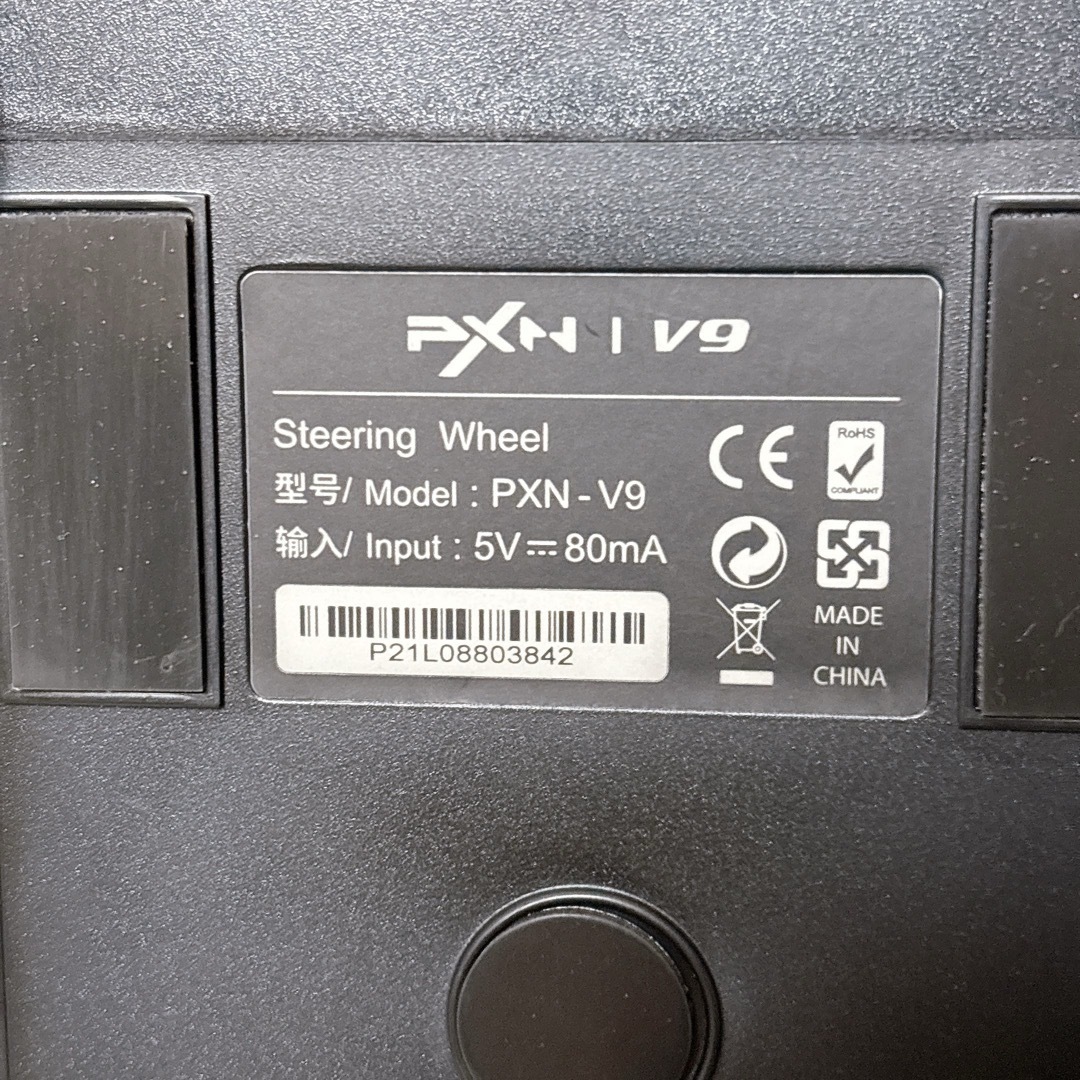 PXN | V9
Steering Wheel
型号/ Model : PXN - V9
输入/ Input : 5V⎓80mA
P21L08803842
CE
RoHS
COMPLIANT
MADE
IN
CHINA